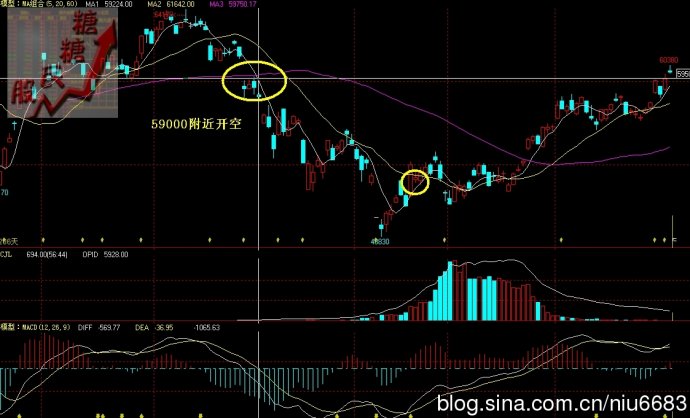 模型:MA组合(5,20,60) MA1 59224.00 MA2 61642.00 MA3 59750.17
糖糖股民
60380
5950
59000附近开空
70
48830
CJL 694.00(56:44) OPID 5928.00
模型:MACD(12,26,9) DIFF -569.77 DEA -36.95 -1065.63
blog.sina.com.cn/niu6683